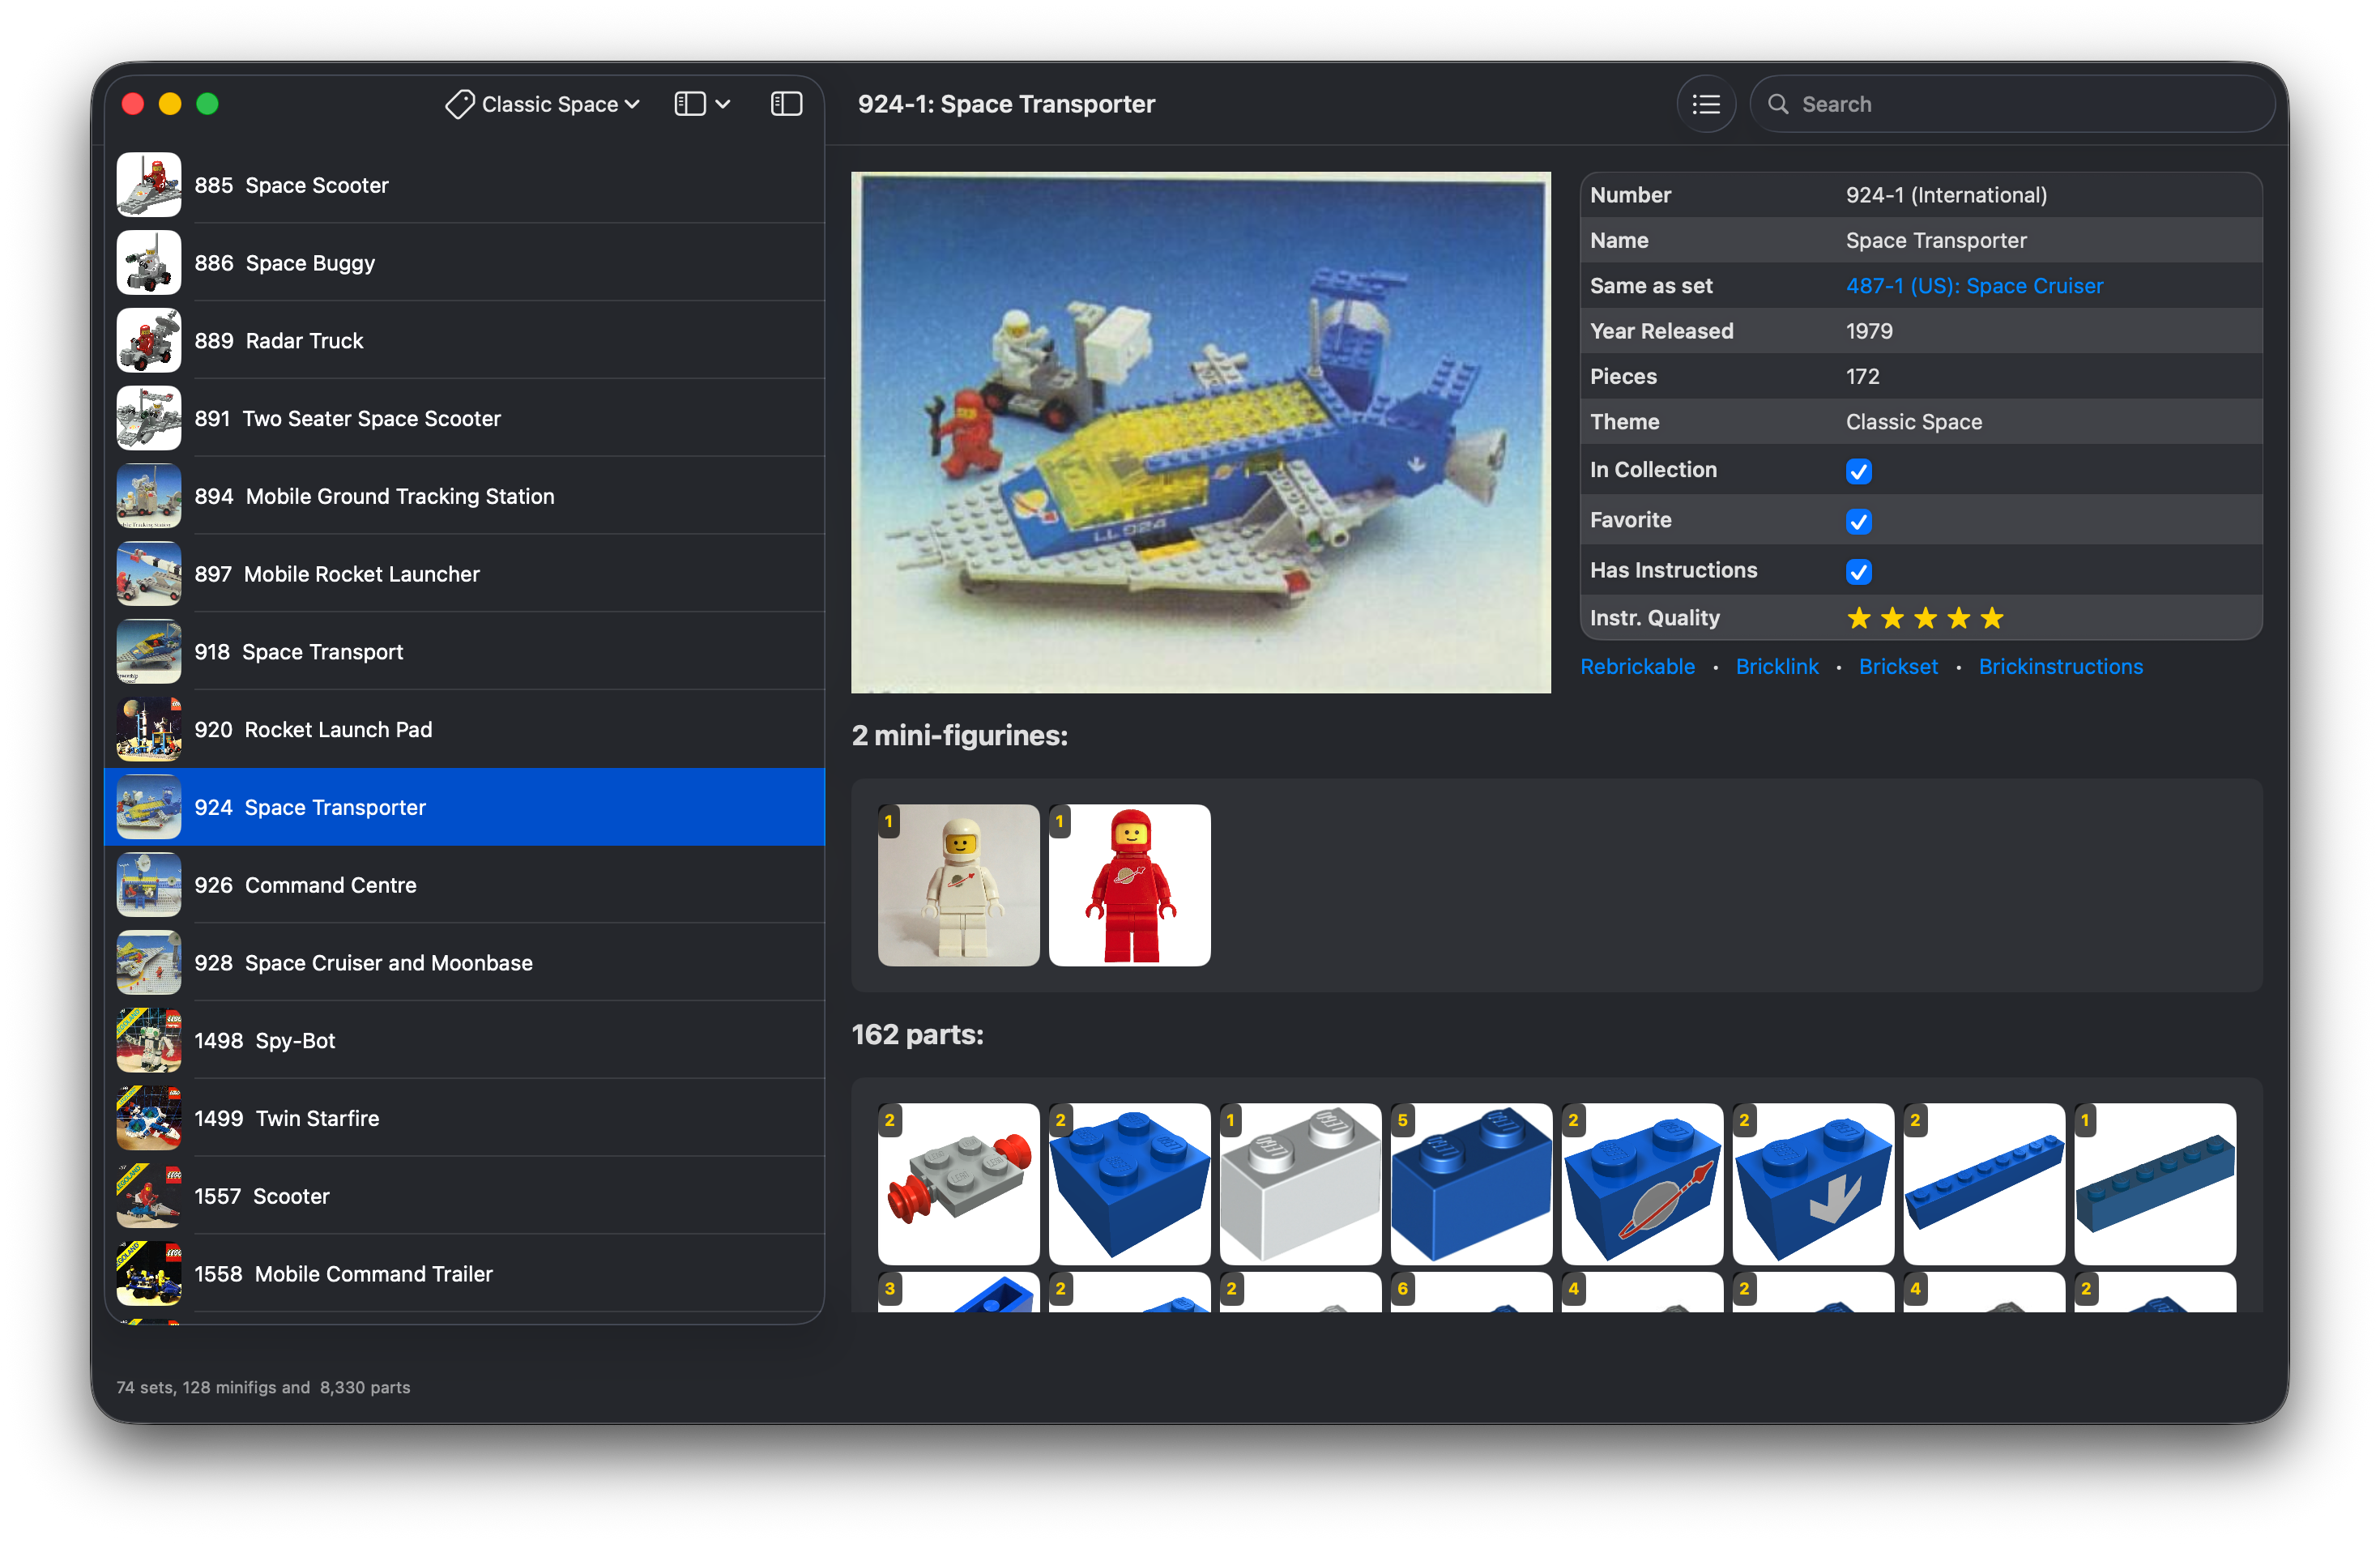 Classic Space
924-1: Space Transporter
Search
885 Space Scooter
886 Space Buggy
889 Radar Truck
891 Two Seater Space Scooter
894 Mobile Ground Tracking Station
897 Mobile Rocket Launcher
918 Space Transport
920 Rocket Launch Pad
924 Space Transporter
926 Command Centre
928 Space Cruiser and Moonbase
1498 Spy-Bot
1499 Twin Starfire
1557 Scooter
1558 Mobile Command Trailer
74 sets, 128 minifigs and 8,330 parts
LL 924
Number 924-1 (International)
Name Space Transporter
Same as set 487-1 (US): Space Cruiser
Year Released 1979
Pieces 172
Theme Classic Space
In Collection
Favorite
Has Instructions
Instr. Quality
Rebrickable • Bricklink • Brickset • Brickinstructions
2 mini-figurines:
1 1
162 parts:
2 2 1 5 2 2 2 1
3 2 2 6 4 2 4 2